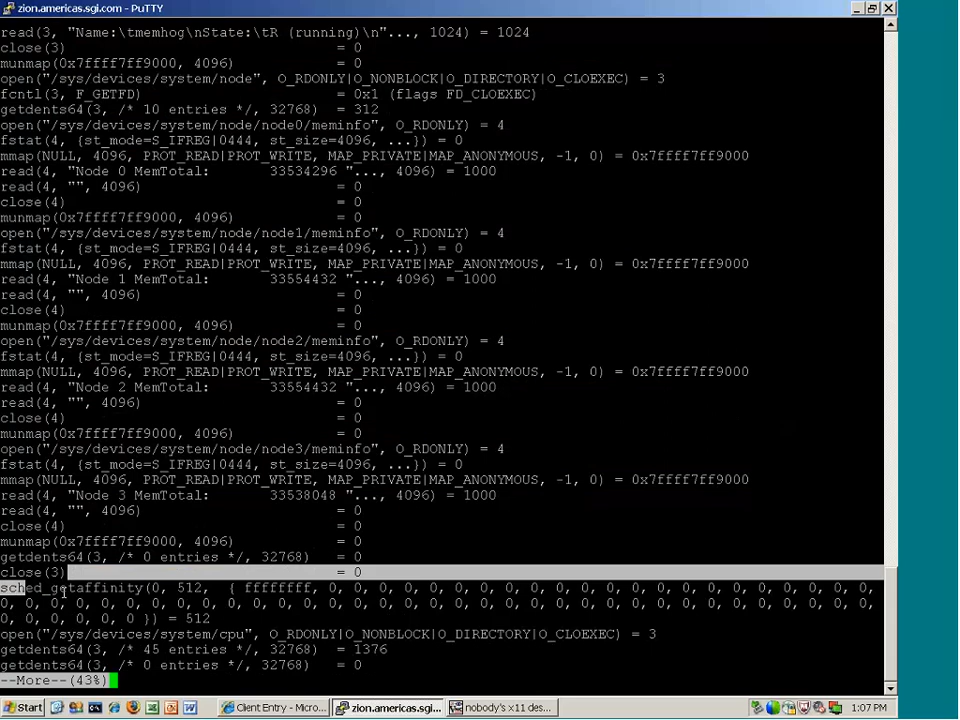 zion.americas.sgi.com - PuTTY
read(3, "Name:\tmemhog\nState:\tR (running)\n"..., 1024) = 1024
close(3) = 0
munmap(0x7ffff7ff9000, 4096) = 0
open("/sys/devices/system/node", O_RDONLY|O_NONBLOCK|O_DIRECTORY|O_CLOEXEC) = 3
fcntl(3, F_GETFD) = 0x1 (flags FD_CLOEXEC)
getdents64(3, /* 10 entries */, 32768) = 312
open("/sys/devices/system/node/node0/meminfo", O_RDONLY) = 4
fstat(4, {st_mode=S_IFREG|0444, st_size=4096, ...}) = 0
mmap(NULL, 4096, PROT_READ|PROT_WRITE, MAP_PRIVATE|MAP_ANONYMOUS, -1, 0) = 0x7ffff7ff9000
read(4, "Node 0 MemTotal: 33534296 "..., 4096) = 1000
read(4, "", 4096) = 0
close(4) = 0
munmap(0x7ffff7ff9000, 4096) = 0
open("/sys/devices/system/node/node1/meminfo", O_RDONLY) = 4
fstat(4, {st_mode=S_IFREG|0444, st_size=4096, ...}) = 0
mmap(NULL, 4096, PROT_READ|PROT_WRITE, MAP_PRIVATE|MAP_ANONYMOUS, -1, 0) = 0x7ffff7ff9000
read(4, "Node 1 MemTotal: 33554432 "..., 4096) = 1000
read(4, "", 4096) = 0
close(4) = 0
munmap(0x7ffff7ff9000, 4096) = 0
open("/sys/devices/system/node/node2/meminfo", O_RDONLY) = 4
fstat(4, {st_mode=S_IFREG|0444, st_size=4096, ...}) = 0
mmap(NULL, 4096, PROT_READ|PROT_WRITE, MAP_PRIVATE|MAP_ANONYMOUS, -1, 0) = 0x7ffff7ff9000
read(4, "Node 2 MemTotal: 33554432 "..., 4096) = 1000
read(4, "", 4096) = 0
close(4) = 0
munmap(0x7ffff7ff9000, 4096) = 0
open("/sys/devices/system/node/node3/meminfo", O_RDONLY) = 4
fstat(4, {st_mode=S_IFREG|0444, st_size=4096, ...}) = 0
mmap(NULL, 4096, PROT_READ|PROT_WRITE, MAP_PRIVATE|MAP_ANONYMOUS, -1, 0) = 0x7ffff7ff9000
read(4, "Node 3 MemTotal: 33538048 "..., 4096) = 1000
read(4, "", 4096) = 0
close(4) = 0
munmap(0x7ffff7ff9000, 4096) = 0
getdents64(3, /* 0 entries */, 32768) = 0
close(3) = 0
sched_getaffinity(0, 512, { ffffffff, 0, 0, 0, 0, 0, 0, 0, 0, 0, 0, 0, 0, 0, 0, 0, 0, 0, 0, 0, 0, 0,
0, 0, 0, 0, 0, 0, 0, 0, 0, 0, 0, 0, 0, 0, 0, 0, 0, 0, 0, 0, 0, 0, 0, 0, 0, 0, 0, 0, 0, 0, 0, 0, 0, 0,
0, 0, 0, 0, 0, 0 }) = 512
open("/sys/devices/system/cpu", O_RDONLY|O_NONBLOCK|O_DIRECTORY|O_CLOEXEC) = 3
getdents64(3, /* 45 entries */, 32768) = 1376
getdents64(3, /* 0 entries */, 32768) = 0
--More--(43%)
Start Client Entry - Micro... zion.americas.sgi.com... nobody's x11 des... 1:07 PM